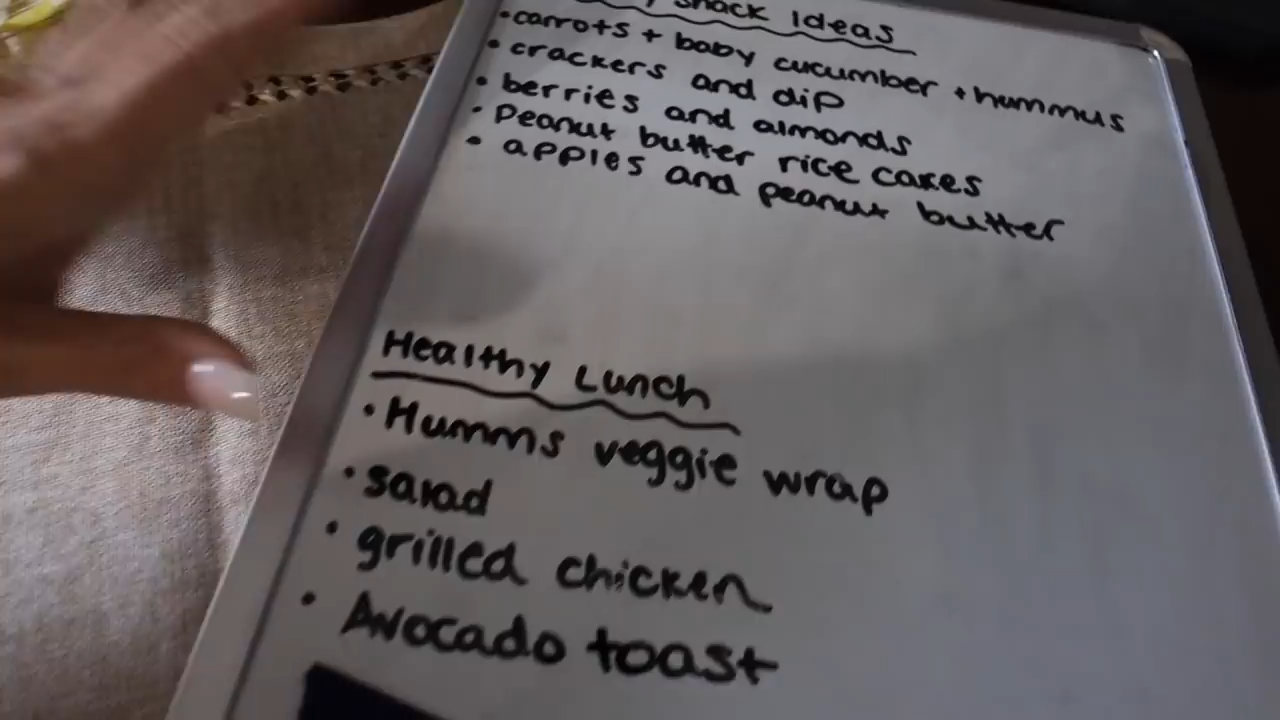 snack Ideas
• carrots + baby cucumber + hummus
• crackers and dip
• berries and almonds
• Peanut butter rice cakes
• apples and peanut butter
Healthy Lunch
• Humms veggie wrap
• salad
• grilled chicken
• Avocado toast